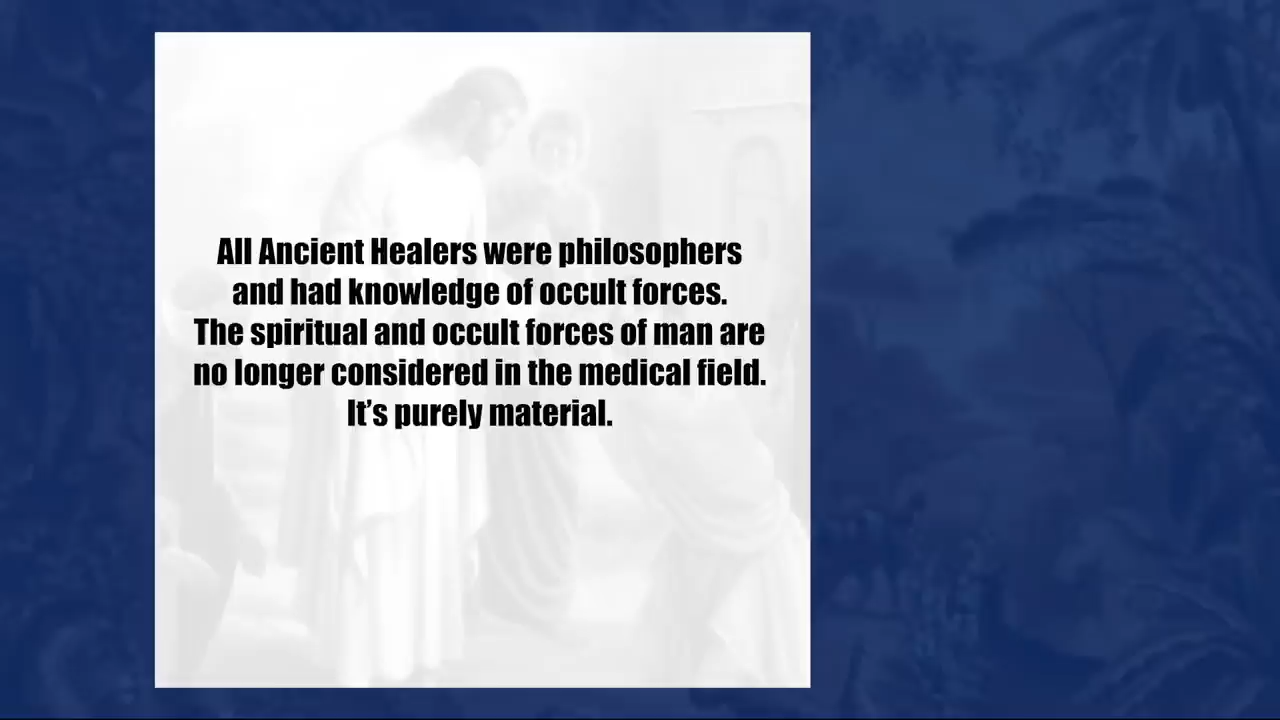 All Ancient Healers were philosophers
and had knowledge of occult forces.
The spiritual and occult forces of man are
no longer considered in the medical field.
It’s purely material.